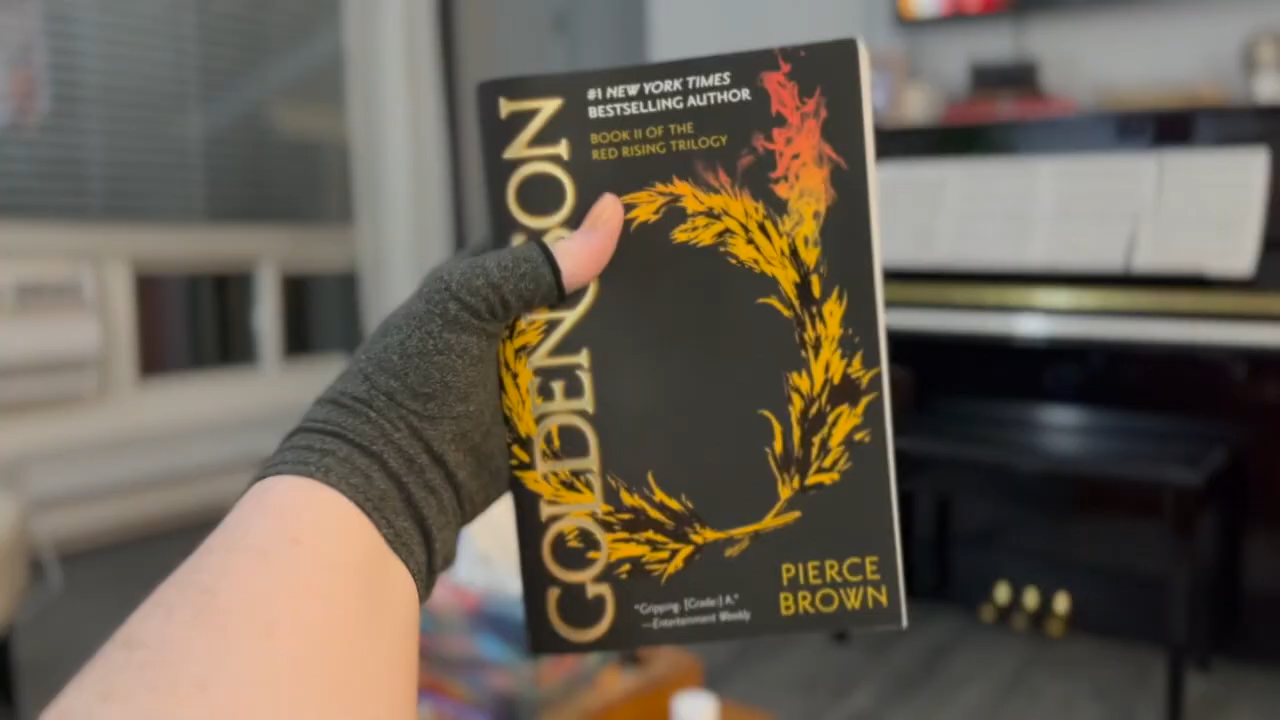 #1 NEW YORK TIMES
BESTSELLING AUTHOR
BOOK II OF THE
RED RISING TRILOGY
GOLDEN SON
PIERCE
BROWN
"Gripping. [Grade:] A."
—Entertainment Weekly